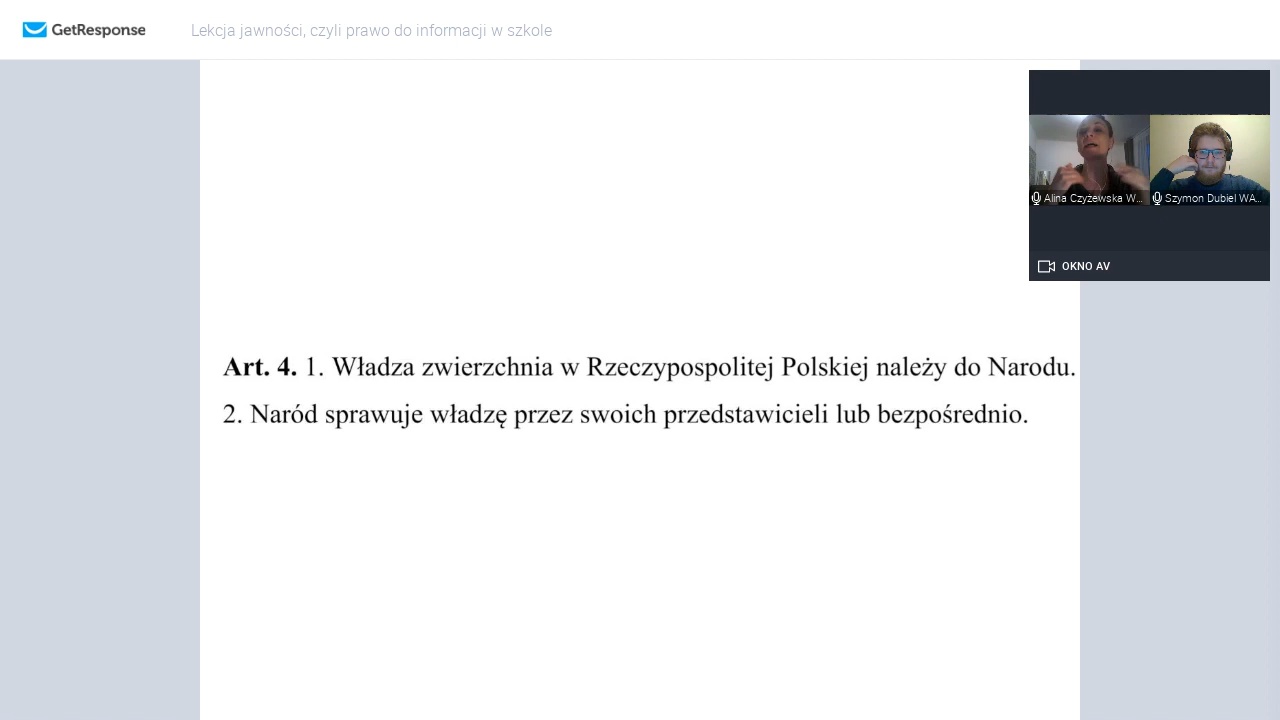 GetResponse
Lekcja jawności, czyli prawo do informacji w szkole
Alina Czyżewska W...
Szymon Dubiel WA...
OKNO AV
Art. 4. 1. Władza zwierzchnia w Rzeczypospolitej Polskiej należy do Narodu.
2. Naród sprawuje władzę przez swoich przedstawicieli lub bezpośrednio.